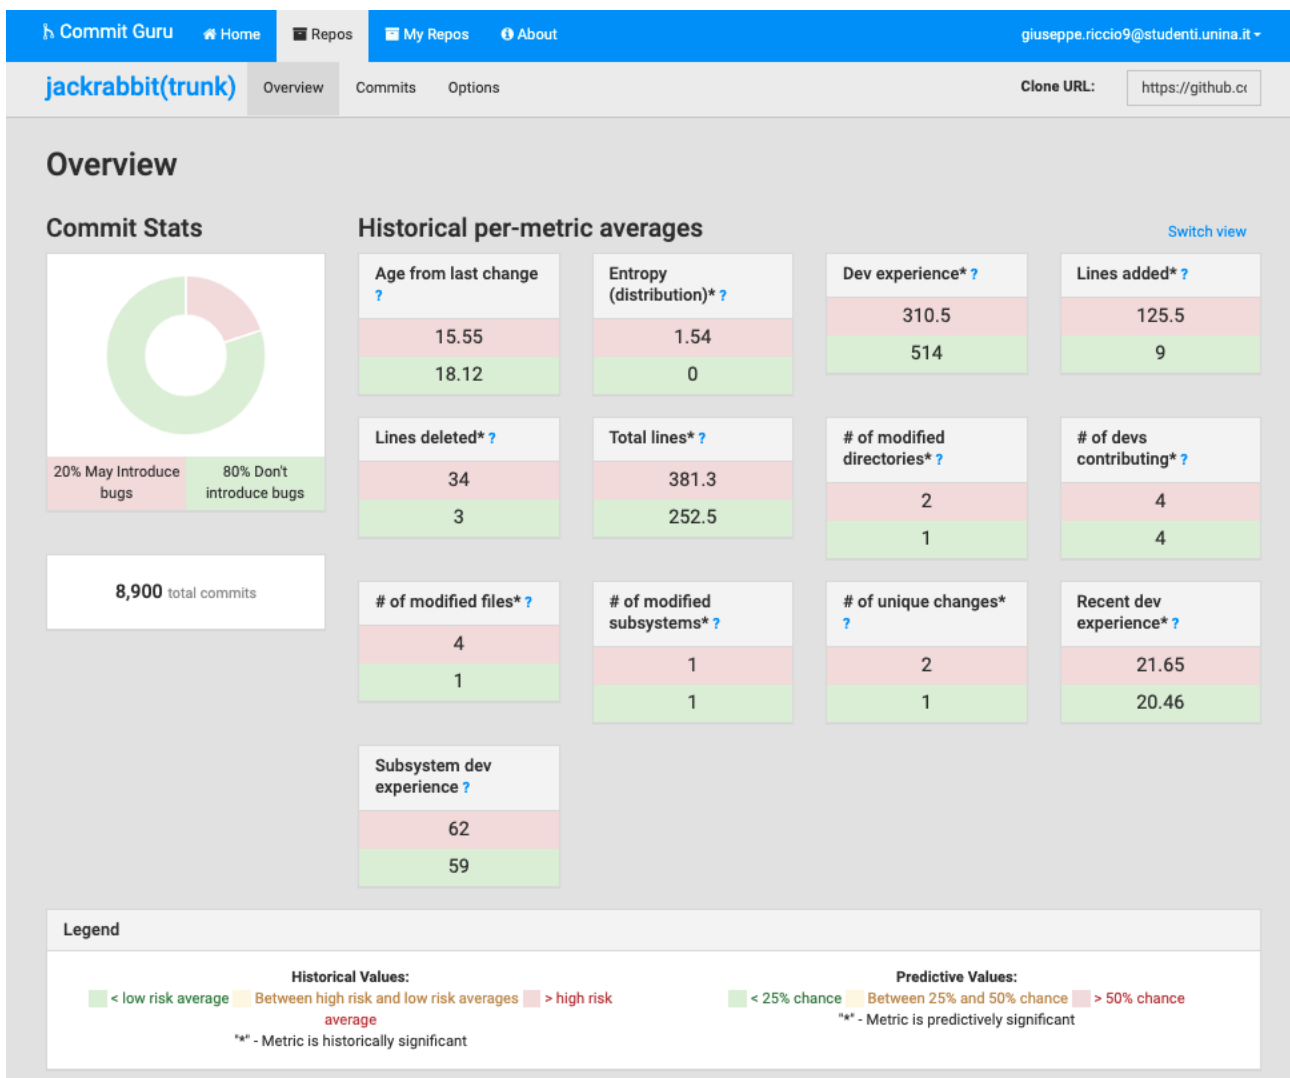 Commit Guru Home Repos My Repos About giuseppe.riccio9@studenti.unina.it
jackrabbit(trunk) Overview Commits Options Clone URL: https://github.co
Overview
Commit Stats
20% May Introduce bugs
80% Don't introduce bugs
8,900 total commits
Historical per-metric averages
Switch view
Age from last change ?
15.55
18.12
Entropy
(distribution)* ?
1.54
0
Dev experience* ?
310.5
514
Lines added* ?
125.5
9
Lines deleted* ?
34
3
Total lines* ?
381.3
252.5
# of modified
directories* ?
2
1
# of devs
contributing* ?
4
4
# of modified files* ?
4
1
# of modified
subsystems* ?
1
1
# of unique changes*
?
2
1
Recent dev
experience* ?
21.65
20.46
Subsystem dev
experience ?
62
59
Legend
Historical Values:
< low risk average Between high risk and low risk averages > high risk
average
"*" - Metric is historically significant
Predictive Values:
< 25% chance Between 25% and 50% chance > 50% chance
"*" - Metric is predictively significant